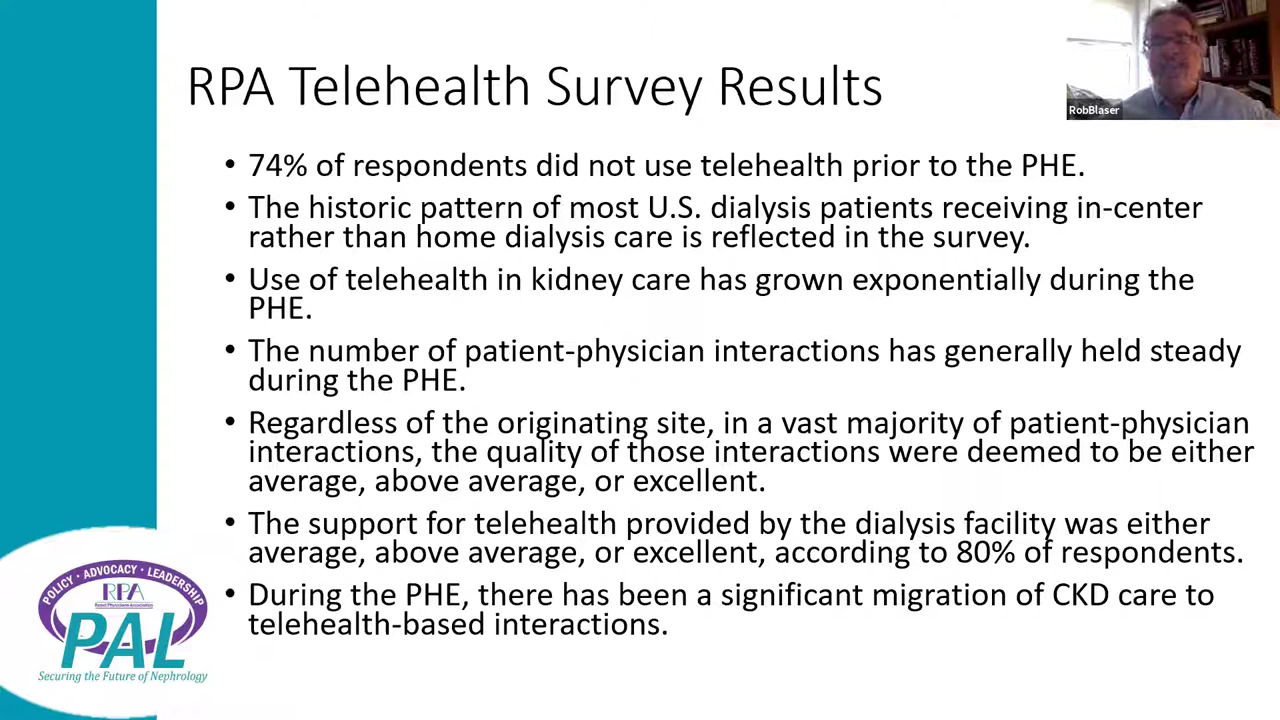 RPA Telehealth Survey Results
RobBlaser
• 74% of respondents did not use telehealth prior to the PHE.
• The historic pattern of most U.S. dialysis patients receiving in-center
rather than home dialysis care is reflected in the survey.
• Use of telehealth in kidney care has grown exponentially during the
PHE.
• The number of patient-physician interactions has generally held steady
during the PHE.
• Regardless of the originating site, in a vast majority of patient-physician
interactions, the quality of those interactions were deemed to be either
average, above average, or excellent.
• The support for telehealth provided by the dialysis facility was either
average, above average, or excellent, according to 80% of respondents.
• During the PHE, there has been a significant migration of CKD care to
telehealth-based interactions.
POLICY • ADVOCACY • LEADERSHIP
RPA
Renal Physicians Association
PAL
Securing the Future of Nephrology